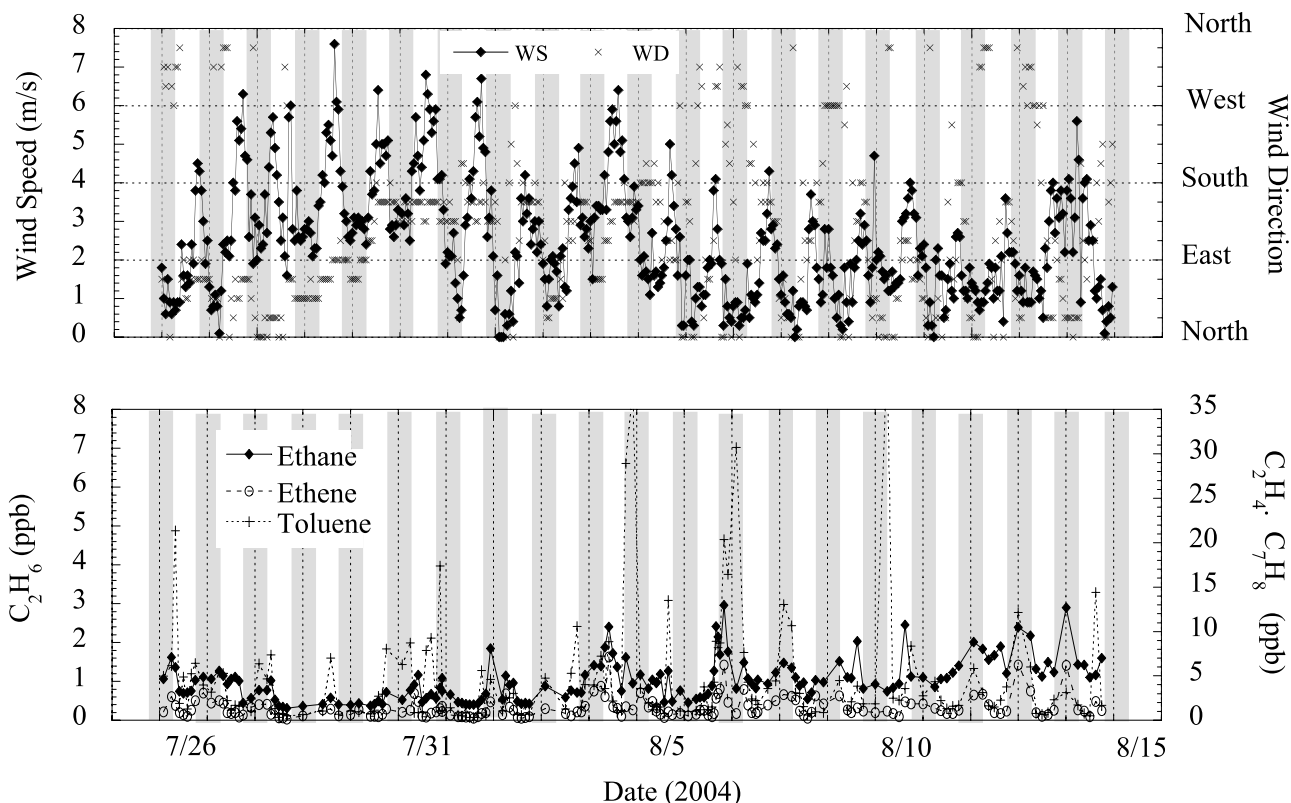 8
7
6
5
4
3
2
1
0
Wind Speed (m/s)
WS
WD
North
West
South
East
North
Wind Direction
8
7
6
5
4
3
2
1
0
C2H6 (ppb)
Ethane
Ethene
Toluene
35
30
25
20
15
10
5
0
C2H4. C7H8 (ppb)
7/26 7/31 8/5 8/10 8/15
Date (2004)